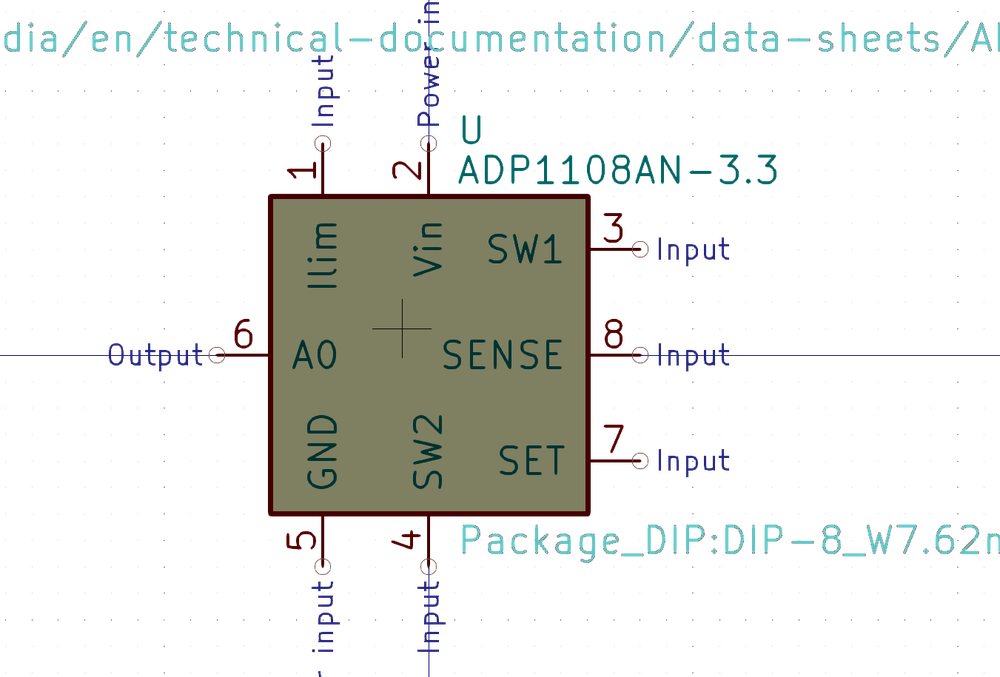 dia/en/technical-documentation/data-sheets/A
Input
Power in
U
ADP1108AN-3.3
1
2
Ilim
Vin
SW1
3
Input
6
Output
AO
SENSE
8
Input
GND
SW2
SET
7
Input
5
4
Package_DIP:DIP-8_W7.62
input
Input